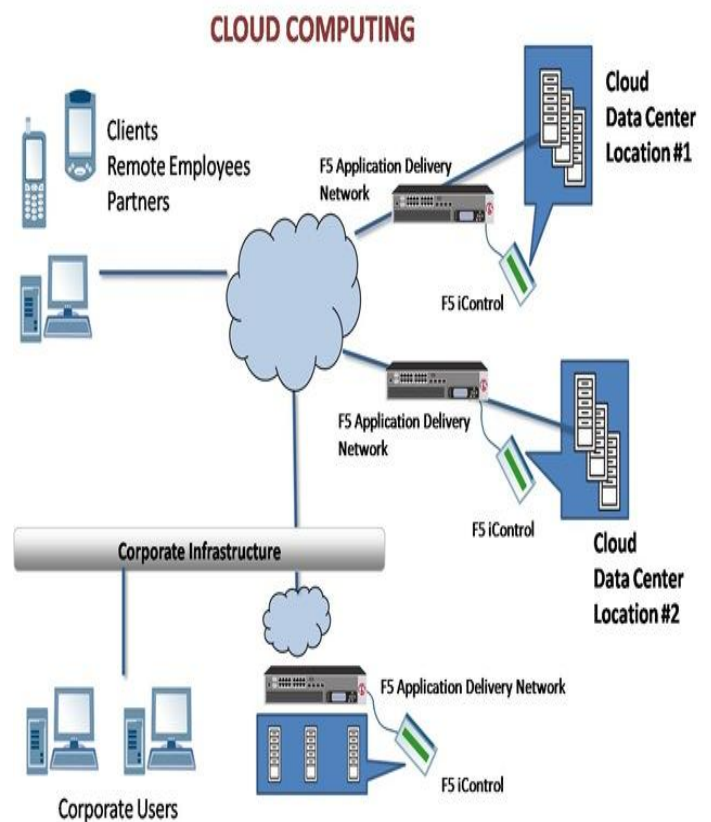 CLOUD COMPUTING
Clients
Remote Employees
Partners
F5 Application Delivery
Network
Cloud
Data Center
Location #1
F5 iControl
F5 Application Delivery
Network
F5 iControl
Cloud
Data Center
Location #2
Corporate Infrastructure
F5 Application Delivery Network
F5 iControl
Corporate Users